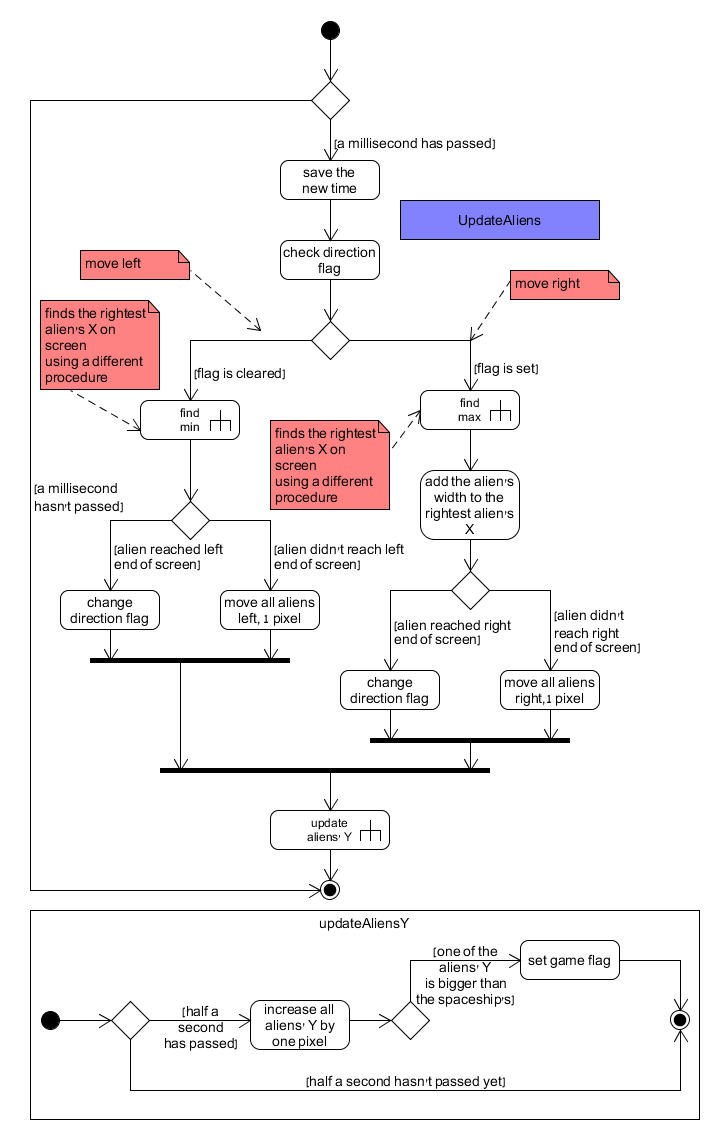 [a millisecond has passed]
save the
new time
UpdateAliens
check direction
flag
move left
move right
finds the rightest
alien's X on
screen
using a different
procedure
[flag is cleared]
[flag is set]
find
min
find
max
finds the rightest
alien's X on
screen
using a different
procedure
add the alien's
width to the
rightest alien's
X
[a millisecond
hasn't passed]
[alien reached left
end of screen]
[alien didn't reach left
end of screen]
change
direction flag
move all aliens
left, 1 pixel
[alien reached right
end of screen]
[alien didn't
reach right
end of screen]
change
direction flag
move all aliens
right,1 pixel
update
aliens' Y
updateAliensY
[half a
second
has passed]
increase all
aliens' Y by
one pixel
[one of the
aliens' Y
is bigger than
the spaceship's]
set game flag
[half a second hasn't passed yet]